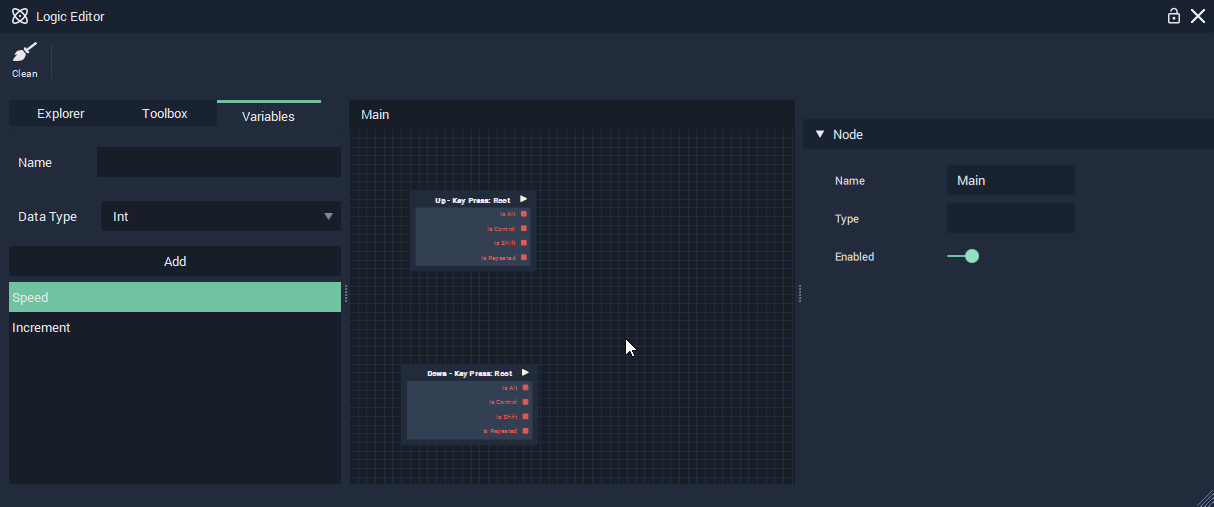 Logic Editor
Clean
Explorer
Toolbox
Variables
Name
Data Type
Int
Add
Speed
Increment
Main
Up - Key Press: Root
Is Alt
Is Control
Is Shift
Is Repeated
Down - Key Press: Root
Is Alt
Is Control
Is Shift
Is Repeated
Node
Name
Main
Type
Enabled